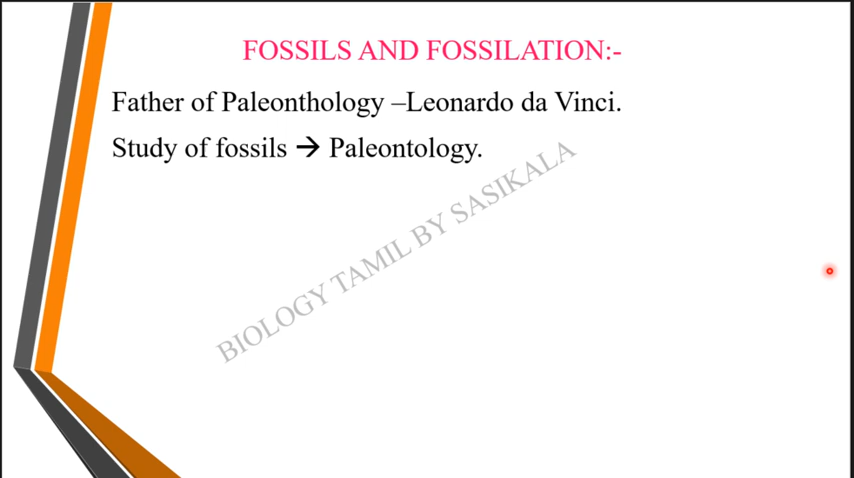 FOSSILS AND FOSSILATION:-
Father of Paleonthology –Leonardo da Vinci.
Study of fossils → Paleontology.
BIOLOGY TAMIL BY SASIKALA